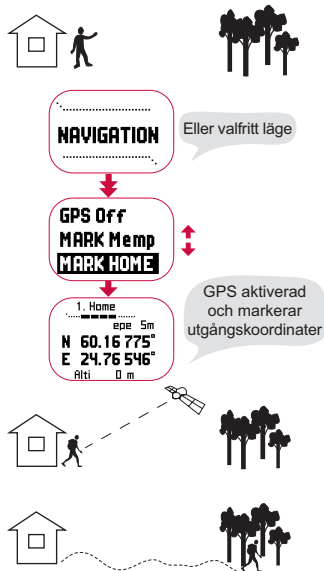 NAVIGATION
Eller valfritt läge
GPS Off
MARK Memp
MARK HOME
GPS aktiverad
och markerar
utgångskoordinater
1. Home
epe 5m
N 60.16 775°
E 24.76 546°
Alti 0 m